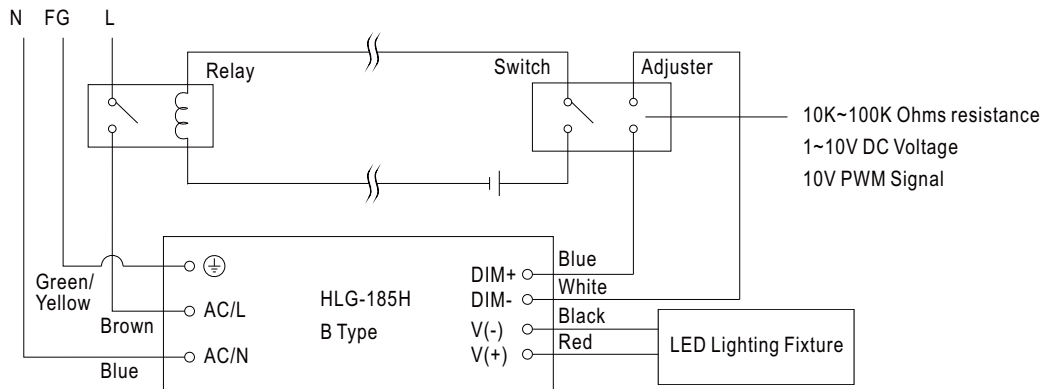 N FG L
Relay
Switch
Adjuster
10K~100K Ohms resistance
1~10V DC Voltage
10V PWM Signal
Green/
Yellow
Brown
Blue
AC/L
AC/N
HLG-185H
B Type
DIM+
DIM-
V(-)
V(+)
Blue
White
Black
Red
LED Lighting Fixture